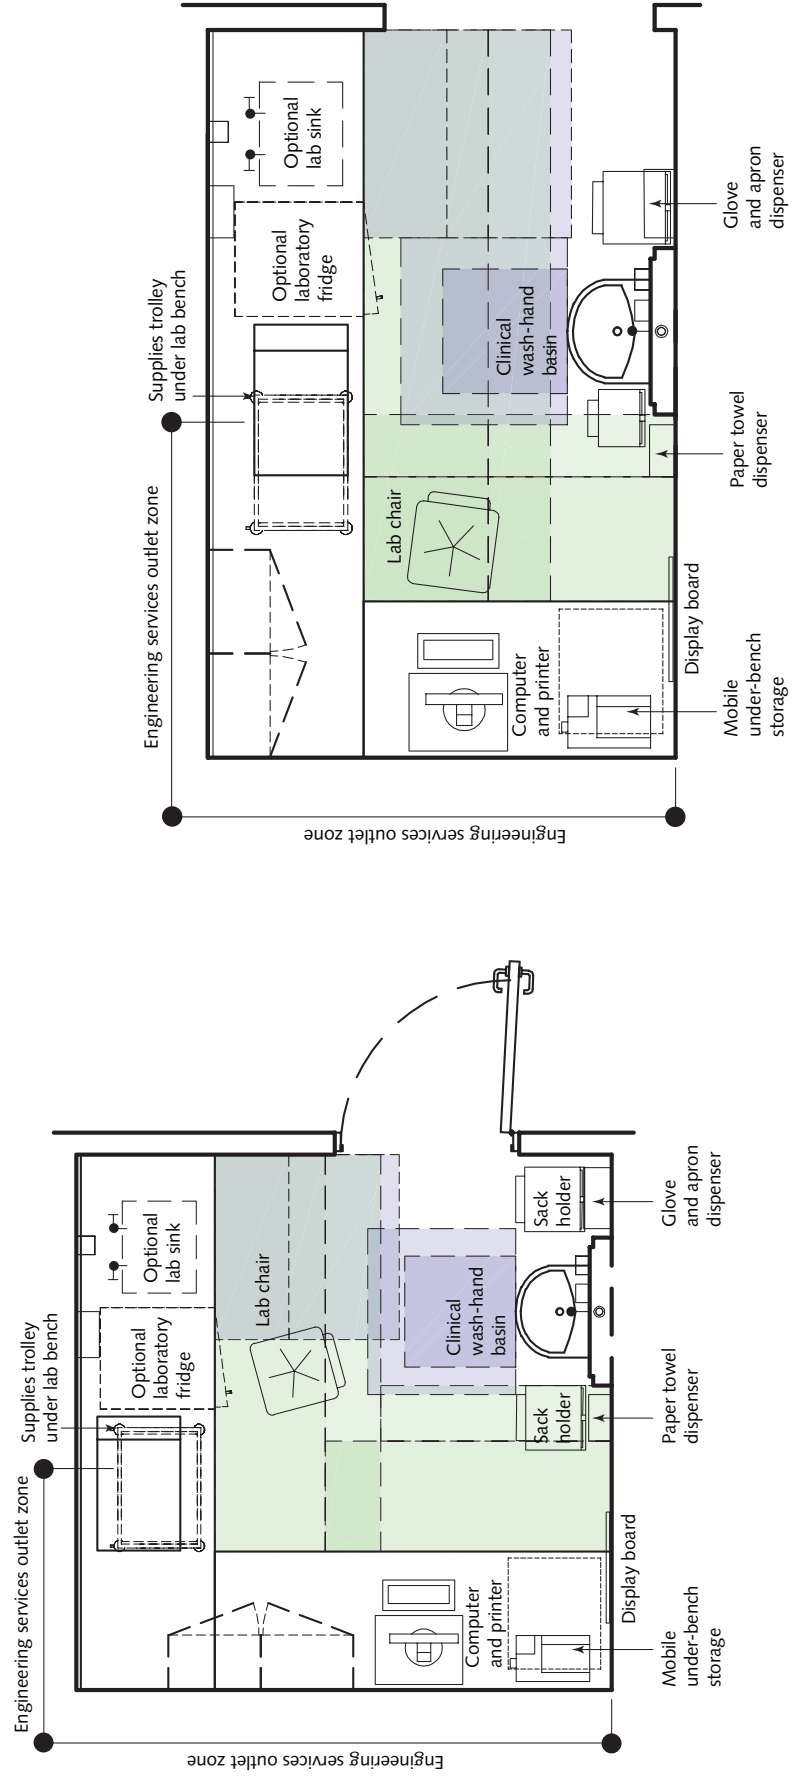 Engineering services outlet zone
Supplies trolley
under lab bench
Optional
laboratory
fridge
Optional
lab sink
Lab chair
Clinical
wash-hand
basin
Computer
and printer
Sack
holder
Sack
holder
Engineering services outlet zone
Display board
Mobile
under-bench
storage
Paper towel
dispenser
Glove
and apron
dispenser
Engineering services outlet zone
Supplies trolley
under lab bench
Optional
laboratory
fridge
Optional
lab sink
Lab chair
Clinical
wash-hand
basin
Computer
and printer
Engineering services outlet zone
Display board
Mobile
under-bench
storage
Paper towel
dispenser
Glove
and apron
dispenser